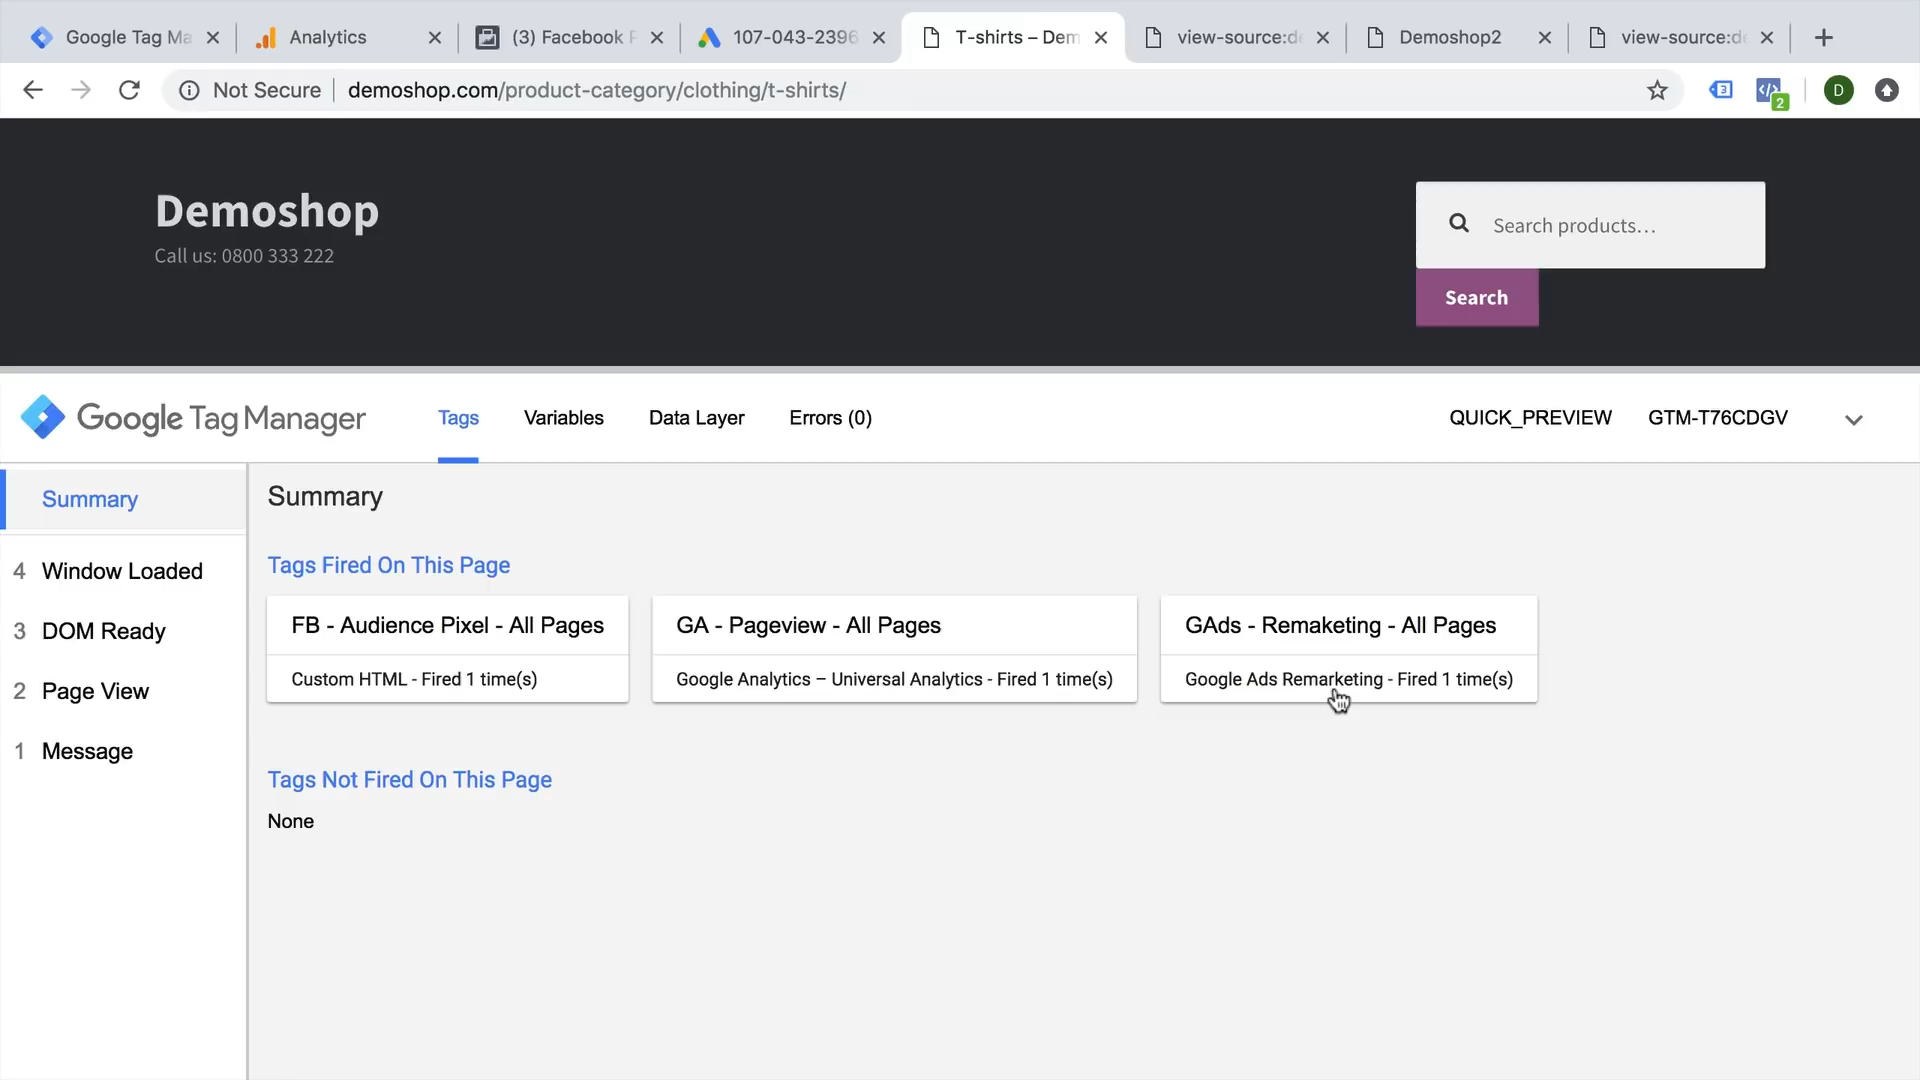 Google Tag Ma
Analytics
(3) Facebook P
107-043-2396
T-shirts – Dem
view-source:de
Demoshop2
view-source:de
Not Secure
demoshop.com/product-category/clothing/t-shirts/
3
2
D
Demoshop
Call us: 0800 333 222
Search products…
Search
Google Tag Manager
Tags
Variables
Data Layer
Errors (0)
QUICK_PREVIEW
GTM-T76CDGV
Summary
4 Window Loaded
3 DOM Ready
2 Page View
1 Message
Summary
Tags Fired On This Page
FB - Audience Pixel - All Pages
Custom HTML - Fired 1 time(s)
GA - Pageview - All Pages
Google Analytics – Universal Analytics - Fired 1 time(s)
GAds - Remaketing - All Pages
Google Ads Remarketing - Fired 1 time(s)
Tags Not Fired On This Page
None